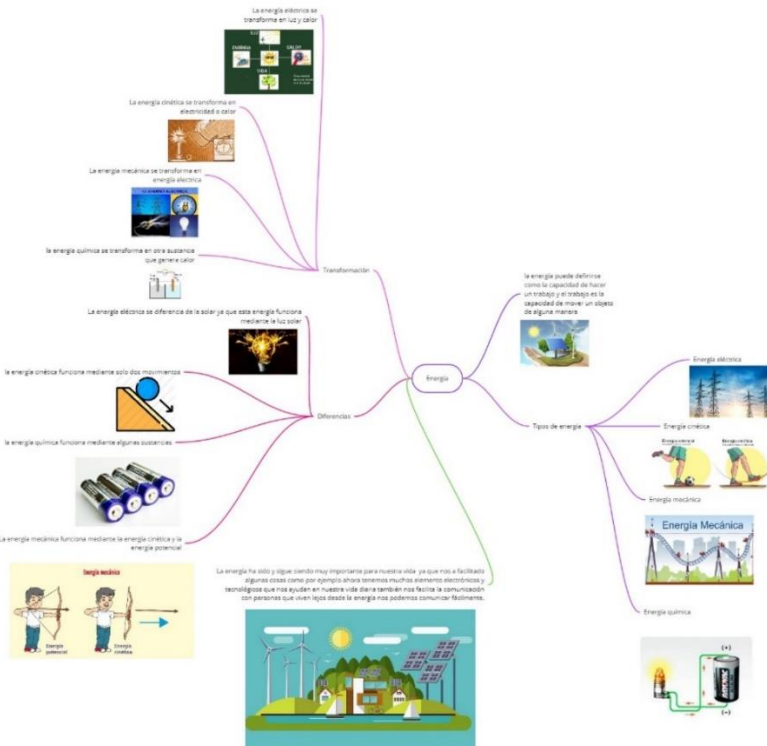 La energía eléctrica se
transforma en luz y calor
ENERGIA
VIDA
La energía cinética se transforma en
electricidad o calor
La energía mecánica se transforma en
energía electrica
la energía química se transforma en otra sustancia
que genera calor
Transformación
La energía eléctrica se diferencia de la solar ya que esta energía funciona
mediante la luz solar
la energía cinética funciona mediante solo dos movimientos
Diferencias
la energía química funciona mediante algunas sustancias
La energía mecánica funciona mediante la energía cinética y la
energía potencial
Energía mecánica
Energía
potencial
Energía
cinética
Energía
la energía puede definirse
como la capacidad de hacer
un trabajo y el trabajo es la
capacidad de mover un objeto
de alguna manera
Tipos de energía
Energía eléctrica
Energía cinética
Energía mecánica
Energía Mecánica
Energía química
(+)
(−)
La energía ha sido y sigue siendo muy importante para nuestra vida ya que nos a facilitado
algunas cosas como por ejemplo ahora tenemos muchos elemento electrónicos y
tecnológicos que nos ayuden en nuestra vida diaria también nos facilita la comunicación
con personas que viven lejos desde la energía nos podemos comunicar fácilmente.